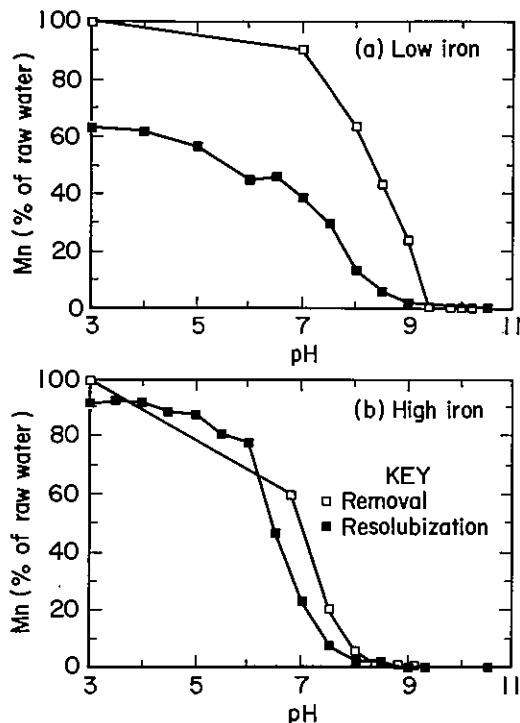 100
80
60
40
20
0
Mn (% of raw water)
(a) Low iron
3 5 7 9 11
pH
100
80
60
40
20
0
Mn (% of raw water)
(b) High iron
KEY
Removal
Resolubization
3 5 7 9 11
pH